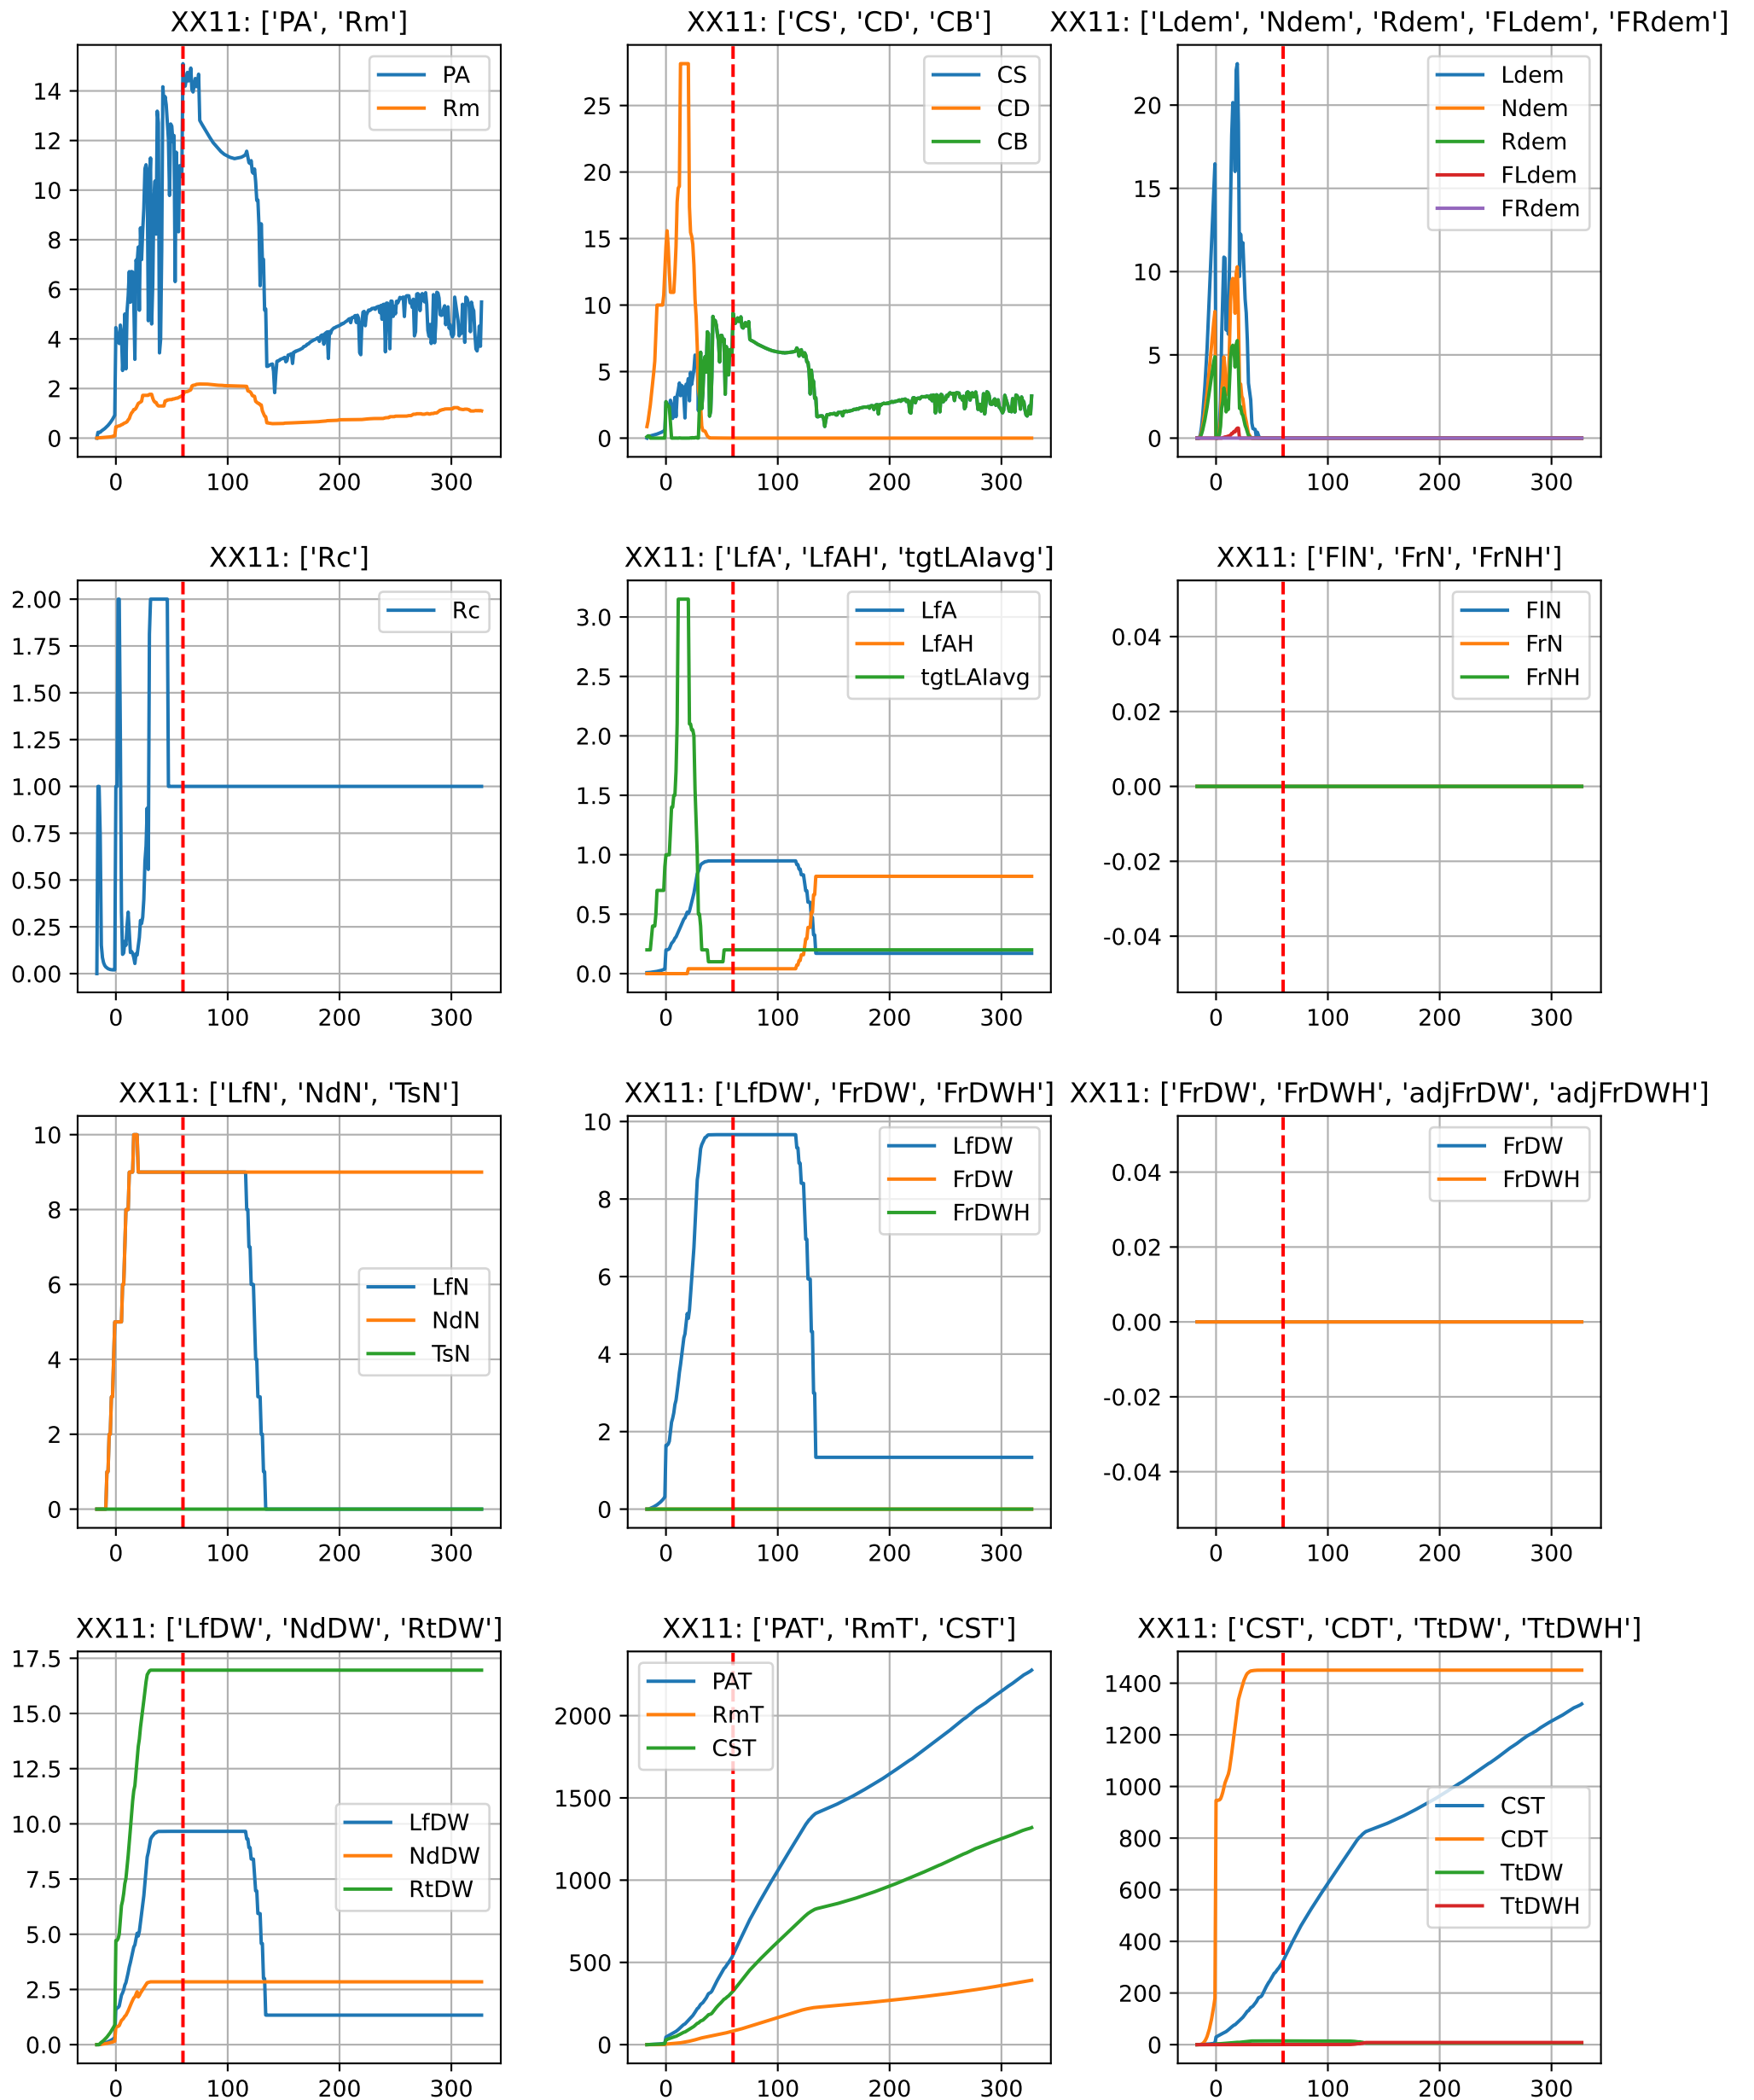 XX11: ['PA', 'Rm']
14
12
10
8
6
4
2
0
0 100 200 300
PA
Rm
XX11: ['CS', 'CD', 'CB']
25
20
15
10
5
0
0 100 200 300
CS
CD
CB
XX11: ['Ldem', 'Ndem', 'Rdem', 'FLdem', 'FRdem']
20
15
10
5
0
0 100 200 300
Ldem
Ndem
Rdem
FLdem
FRdem
XX11: ['Rc']
2.00
1.75
1.50
1.25
1.00
0.75
0.50
0.25
0.00
0 100 200 300
Rc
XX11: ['LfA', 'LfAH', 'tgtLAIavg']
3.0
2.5
2.0
1.5
1.0
0.5
0.0
0 100 200 300
LfA
LfAH
tgtLAIavg
XX11: ['FlN', 'FrN', 'FrNH']
0.04
0.02
0.00
-0.02
-0.04
0 100 200 300
FlN
FrN
FrNH
XX11: ['LfN', 'NdN', 'TsN']
10
8
6
4
2
0
0 100 200 300
LfN
NdN
TsN
XX11: ['LfDW', 'FrDW', 'FrDWH']
10
8
6
4
2
0
0 100 200 300
LfDW
FrDW
FrDWH
XX11: ['FrDW', 'FrDWH', 'adjFrDW', 'adjFrDWH']
0.04
0.02
0.00
-0.02
-0.04
0 100 200 300
FrDW
FrDWH
XX11: ['LfDW', 'NdDW', 'RtDW']
17.5
15.0
12.5
10.0
7.5
5.0
2.5
0.0
0 100 200 300
LfDW
NdDW
RtDW
XX11: ['PAT', 'RmT', 'CST']
2000
1500
1000
500
0
0 100 200 300
PAT
RmT
CST
XX11: ['CST', 'CDT', 'TtDW', 'TtDWH']
1400
1200
1000
800
600
400
200
0
0 100 200 300
CST
CDT
TtDW
TtDWH